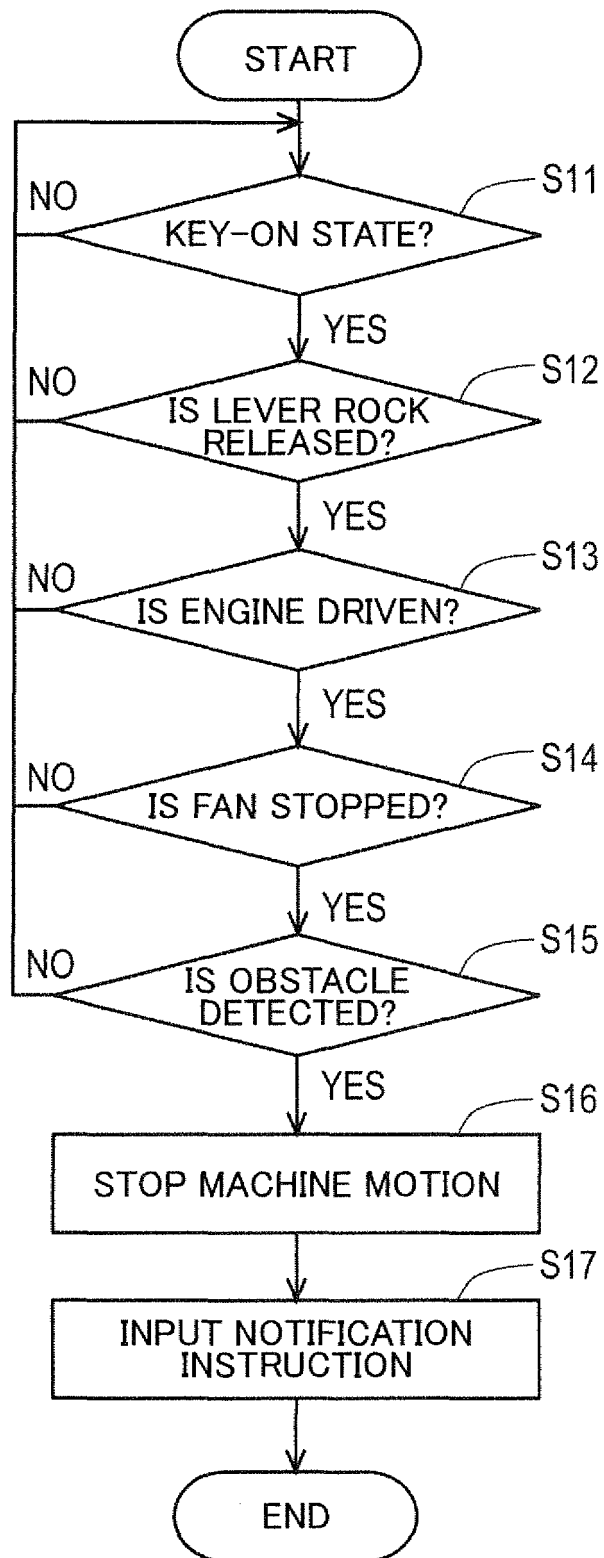 START
S11
NO
KEY-ON STATE?
YES
S12
NO
IS LEVER ROCK
RELEASED?
YES
S13
NO
IS ENGINE DRIVEN?
YES
S14
NO
IS FAN STOPPED?
YES
S15
NO
IS OBSTACLE
DETECTED?
YES
S16
STOP MACHINE MOTION
S17
INPUT NOTIFICATION
INSTRUCTION
END